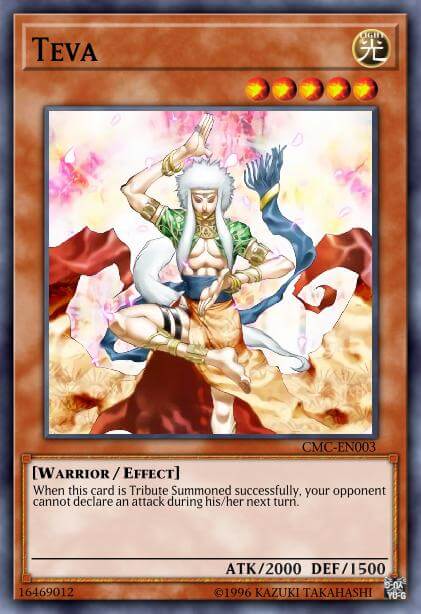 TEVA
LIGHT
光
CMC-EN003
[WARRIOR / EFFECT]
When this card is Tribute Summoned successfully, your opponent
cannot declare an attack during his/her next turn.
ATK/2000 DEF/1500
16469012
©1996 KAZUKI TAKAHASHI